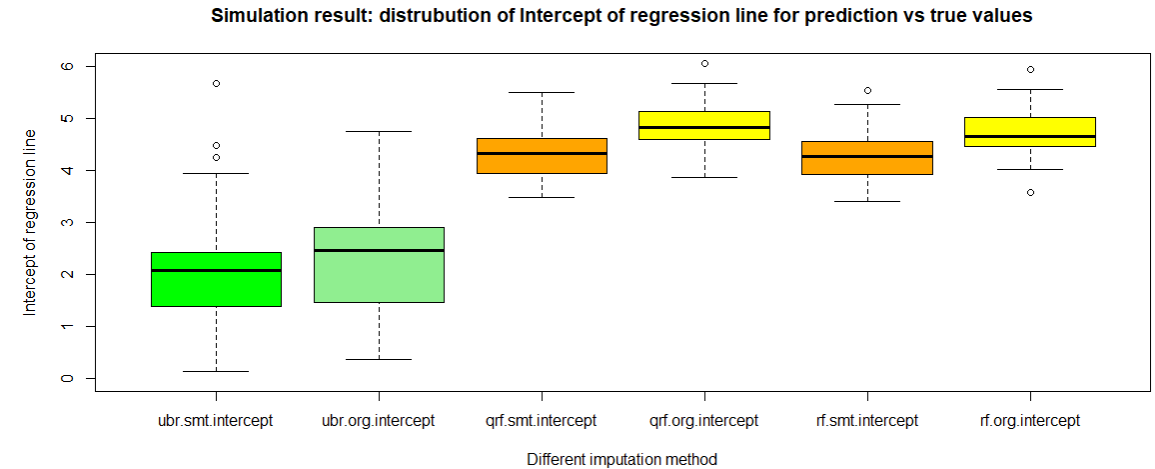 Simulation result: distrubution of Intercept of regression line for prediction vs true values
Intercept of regression line
6
5
4
3
2
1
0
ubr.smt.intercept ubr.org.intercept qrf.smt.intercept qrf.org.intercept rf.smt.intercept rf.org.intercept
Different imputation method